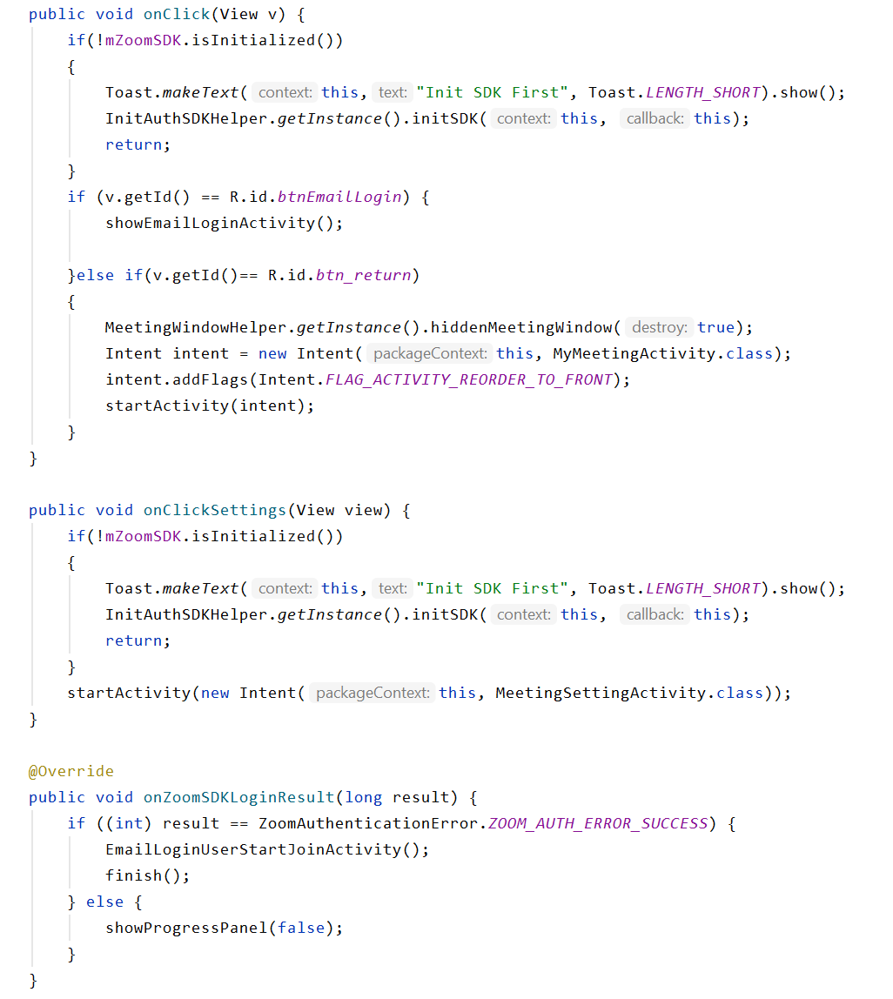 public void onClick(View v) {
if(!mZoomSDK.isInitialized())
{
Toast.makeText( context: this, text: "Init SDK First", Toast.LENGTH_SHORT).show();
InitAuthSDKHelper.getInstance().initSDK( context: this, callback: this);
return;
}
if (v.getId() == R.id.btnEmailLogin) {
showEmailLoginActivity();
}else if(v.getId()== R.id.btn_return)
{
MeetingWindowHelper.getInstance().hiddenMeetingWindow( destroy: true);
Intent intent = new Intent( packageContext: this, MyMeetingActivity.class);
intent.addFlags(Intent.FLAG_ACTIVITY_REORDER_TO_FRONT);
startActivity(intent);
}
}
public void onClickSettings(View view) {
if(!mZoomSDK.isInitialized())
{
Toast.makeText( context: this, text: "Init SDK First", Toast.LENGTH_SHORT).show();
InitAuthSDKHelper.getInstance().initSDK( context: this, callback: this);
return;
}
startActivity(new Intent( packageContext: this, MeetingSettingActivity.class));
}
@Override
public void onZoomSDKLoginResult(long result) {
if ((int) result == ZoomAuthenticationError.ZOOM_AUTH_ERROR_SUCCESS) {
EmailLoginUserStartJoinActivity();
finish();
} else {
showProgressPanel(false);
}
}